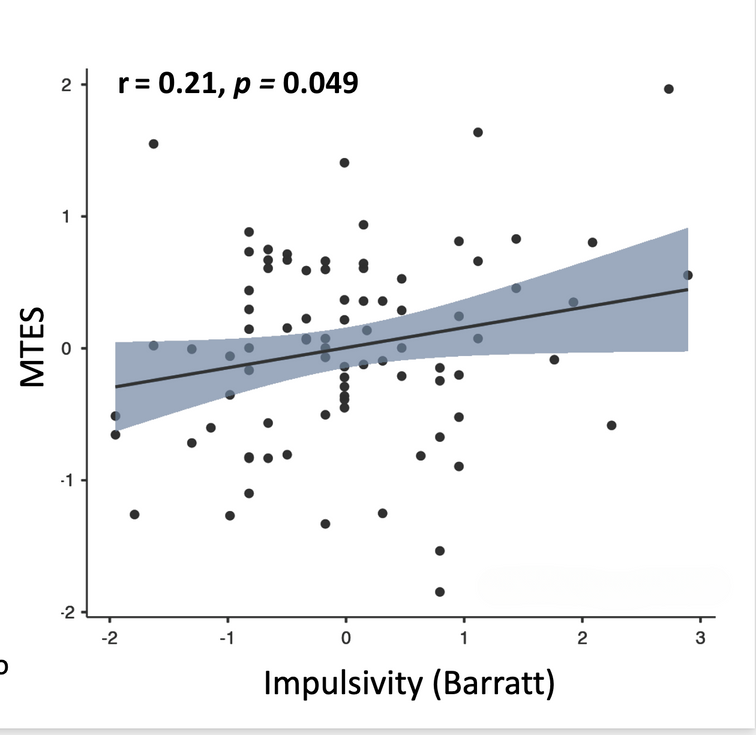 r = 0.21, p = 0.049
2
1
0
-1
-2
MTES
-2 -1 0 1 2 3
Impulsivity (Barratt)